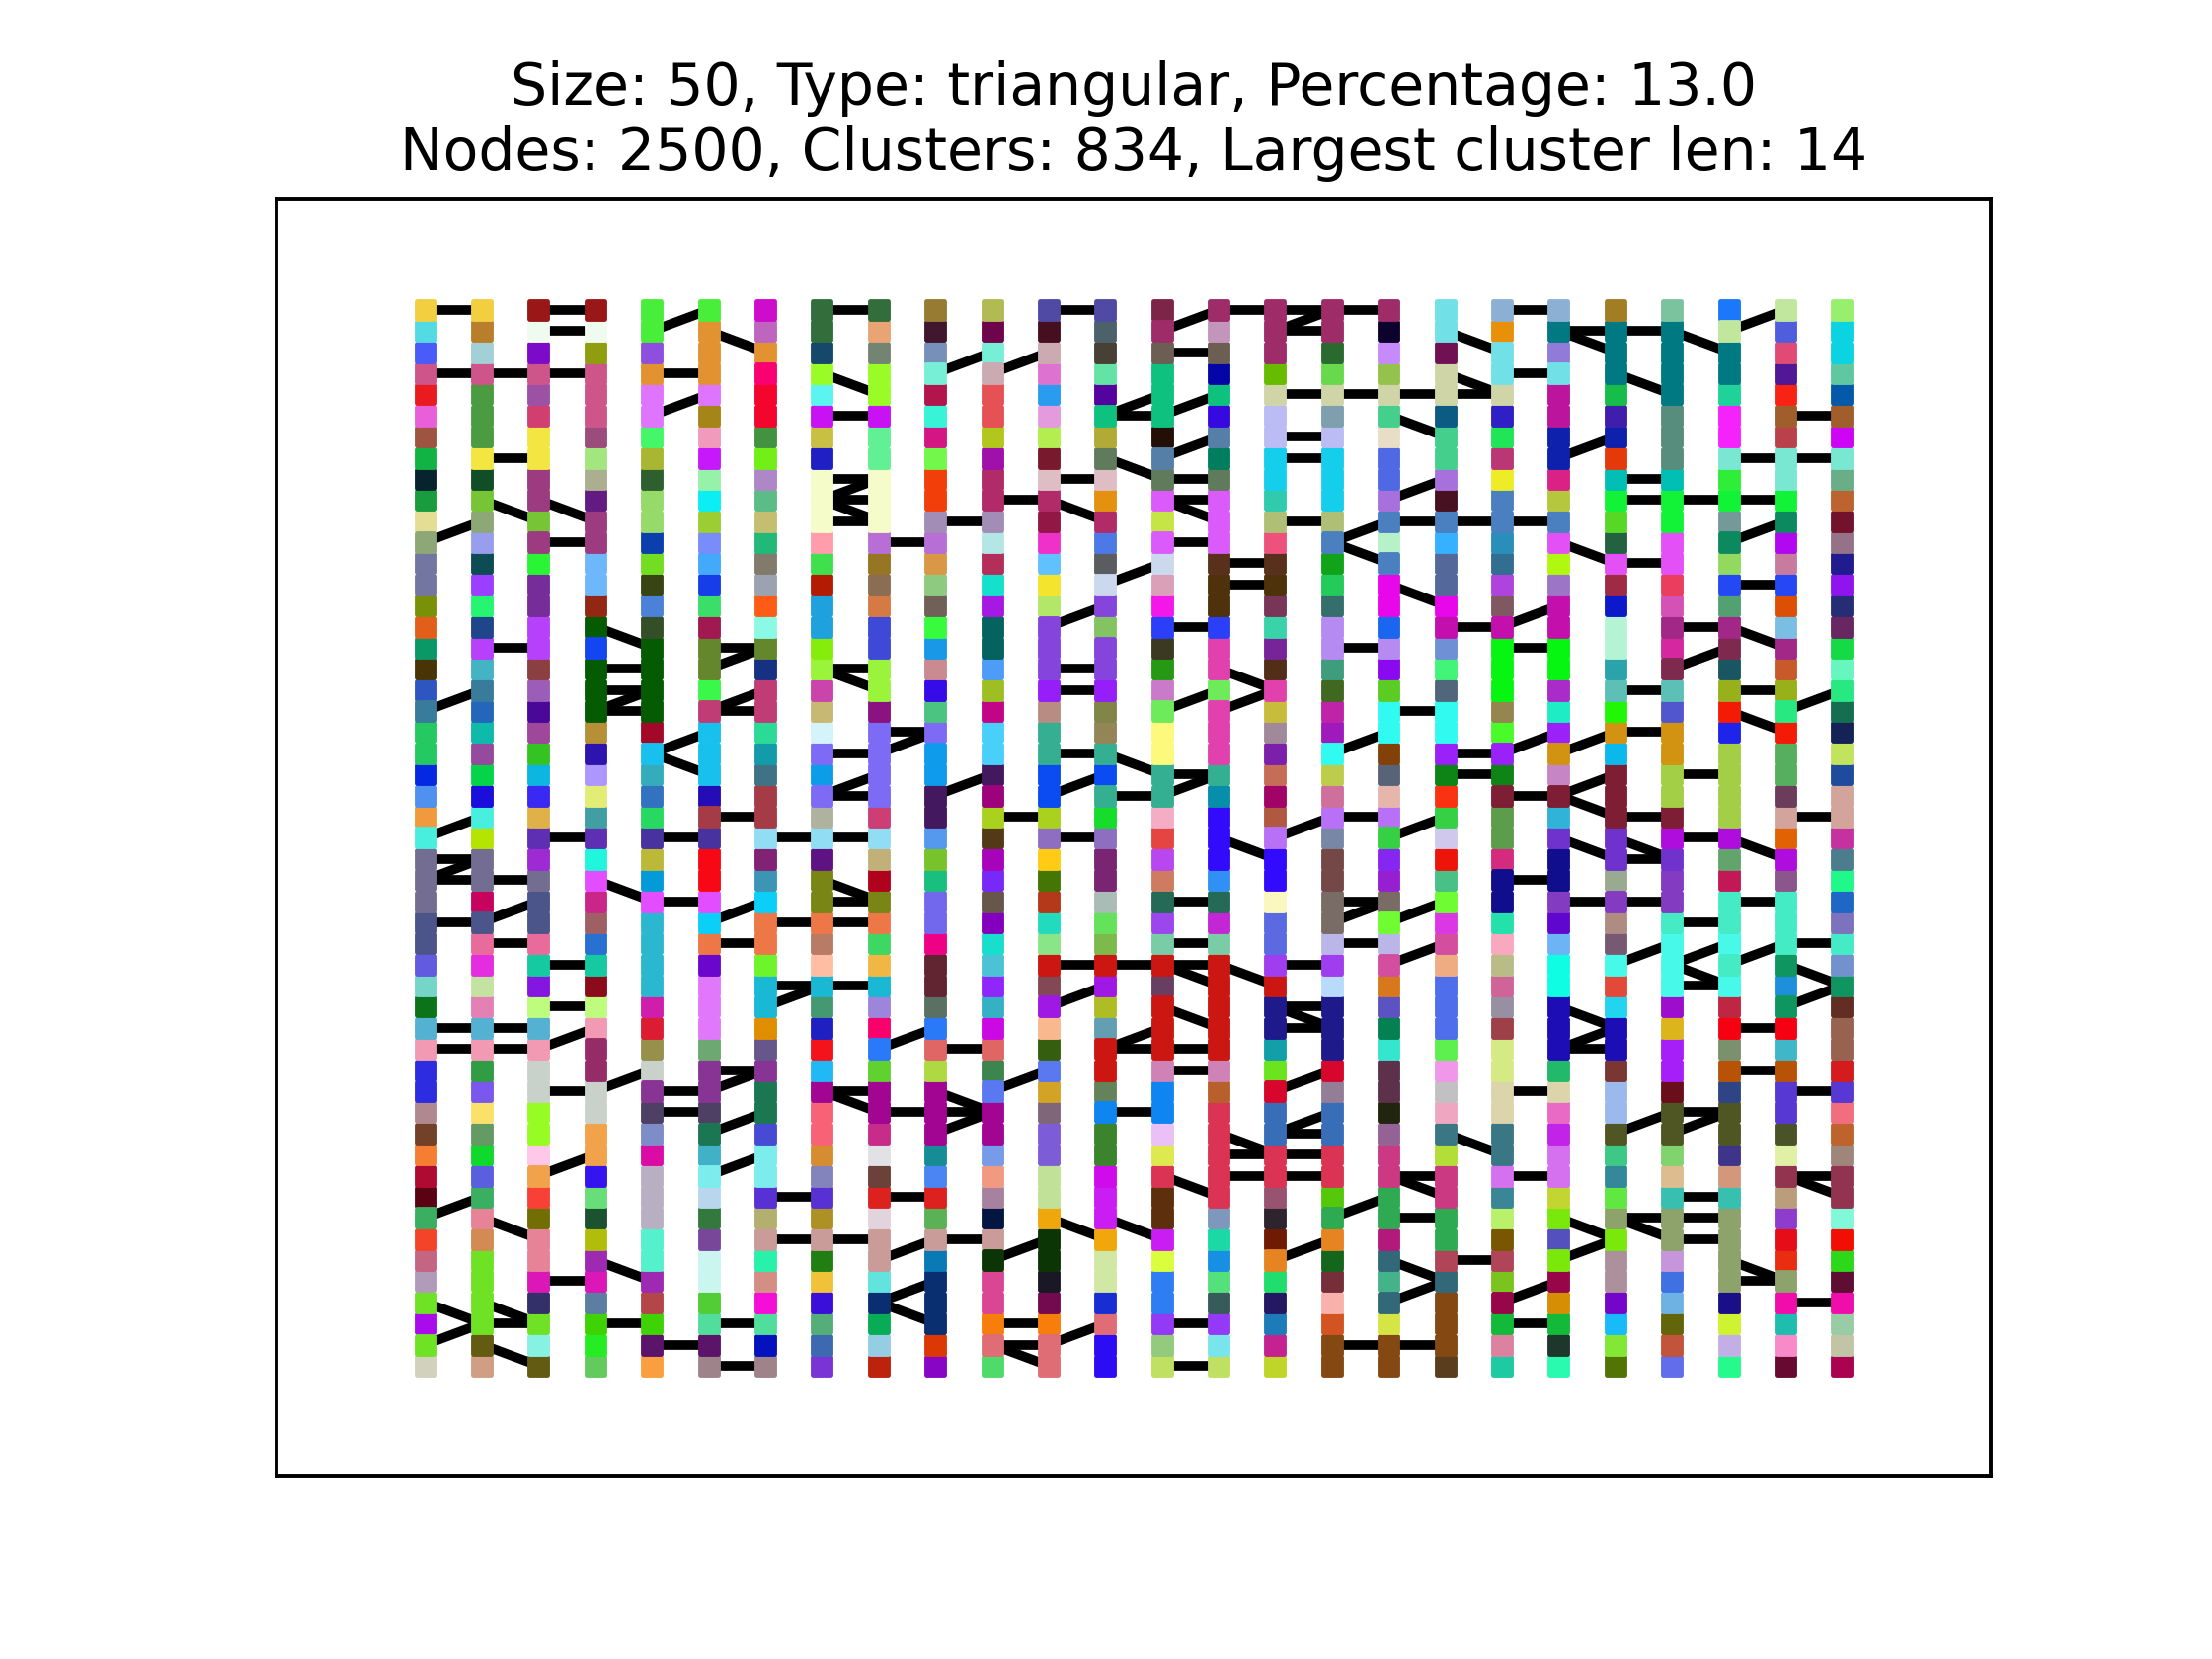 Size: 50, Type: triangular, Percentage: 13.0
Nodes: 2500, Clusters: 834, Largest cluster len: 14